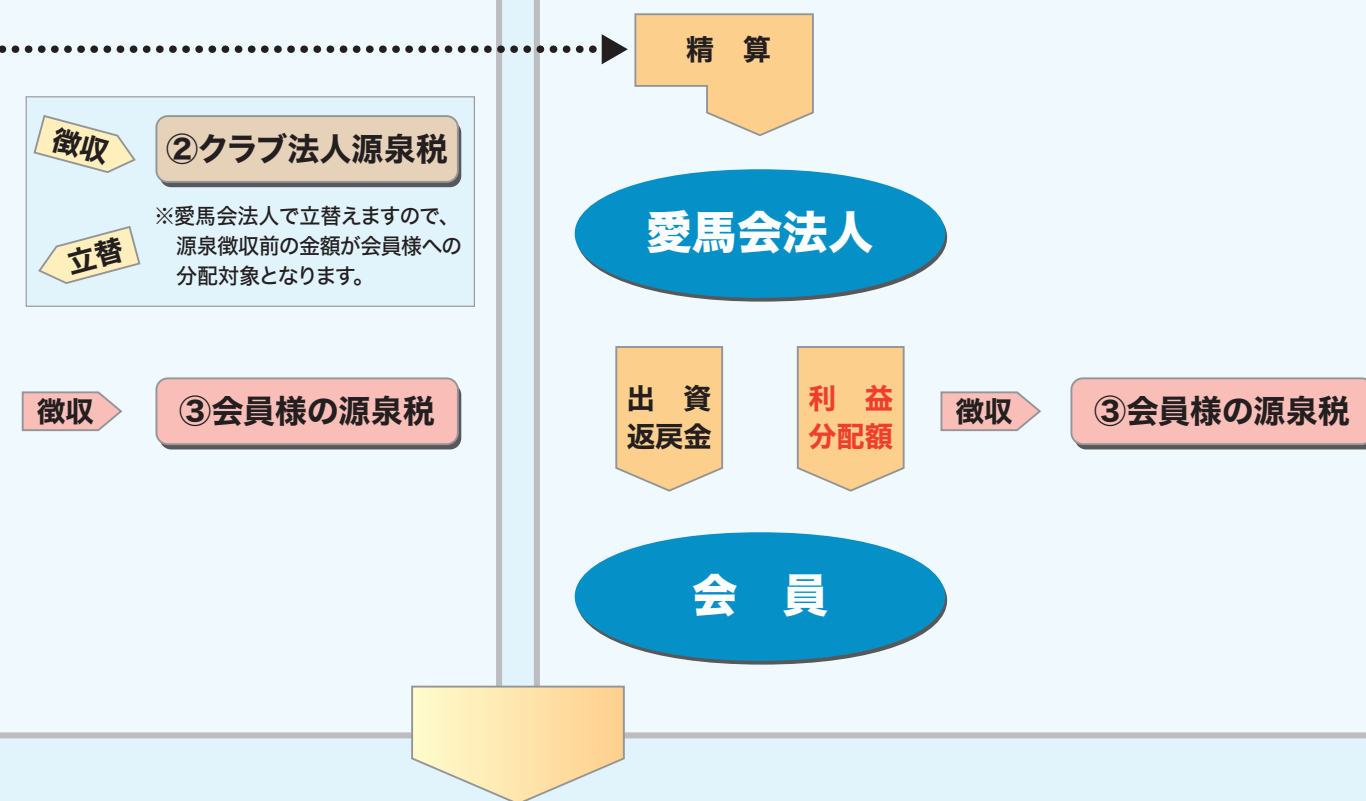 精　算
徴収
②クラブ法人源泉税
※愛馬会法人で立替えますので、
源泉徴収前の金額が会員様への
分配対象となります。
立替
愛馬会法人
徴収
③会員様の源泉税
出　資
返戻金
利　益
分配額
徴収
③会員様の源泉税
会　員